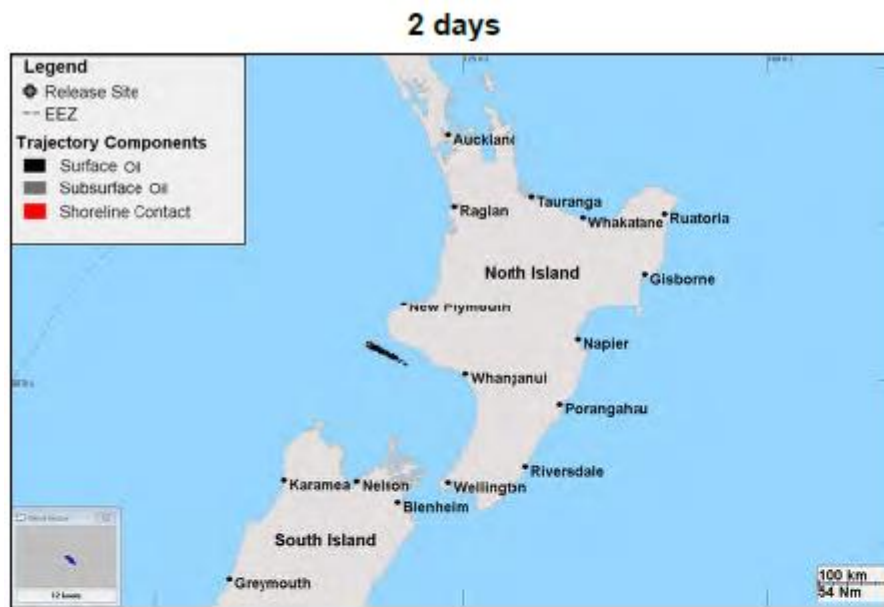 2 days
Legend
Release Site
EEZ
Trajectory Components
Surface Oil
Subsurface Oil
Shoreline Contact
Auckland
Tauranga
Raglan
Whakatane
Ruatoria
North Island
Gisborne
New Plymouth
Napier
Whanganui
Porangahau
Riversdale
Karamea
Nelson
Wellington
Blenheim
South Island
Greymouth
100 km
54 Nm